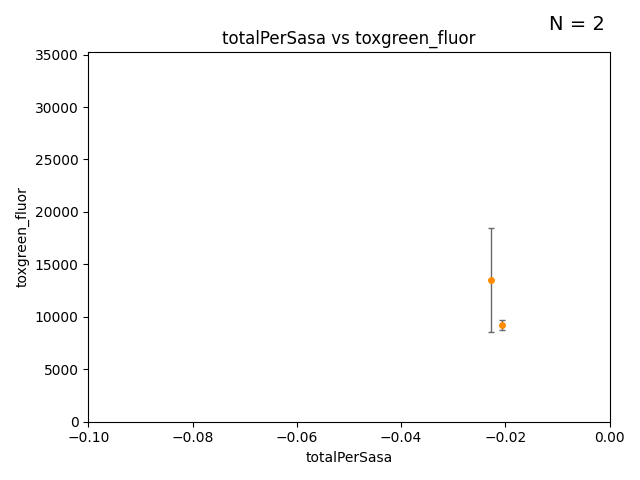 N = 2
totalPerSasa vs toxgreen_fluor
35000
30000
25000
20000
15000
10000
5000
0
toxgreen_fluor
−0.10 −0.08 −0.06 −0.04 −0.02 0.00
totalPerSasa